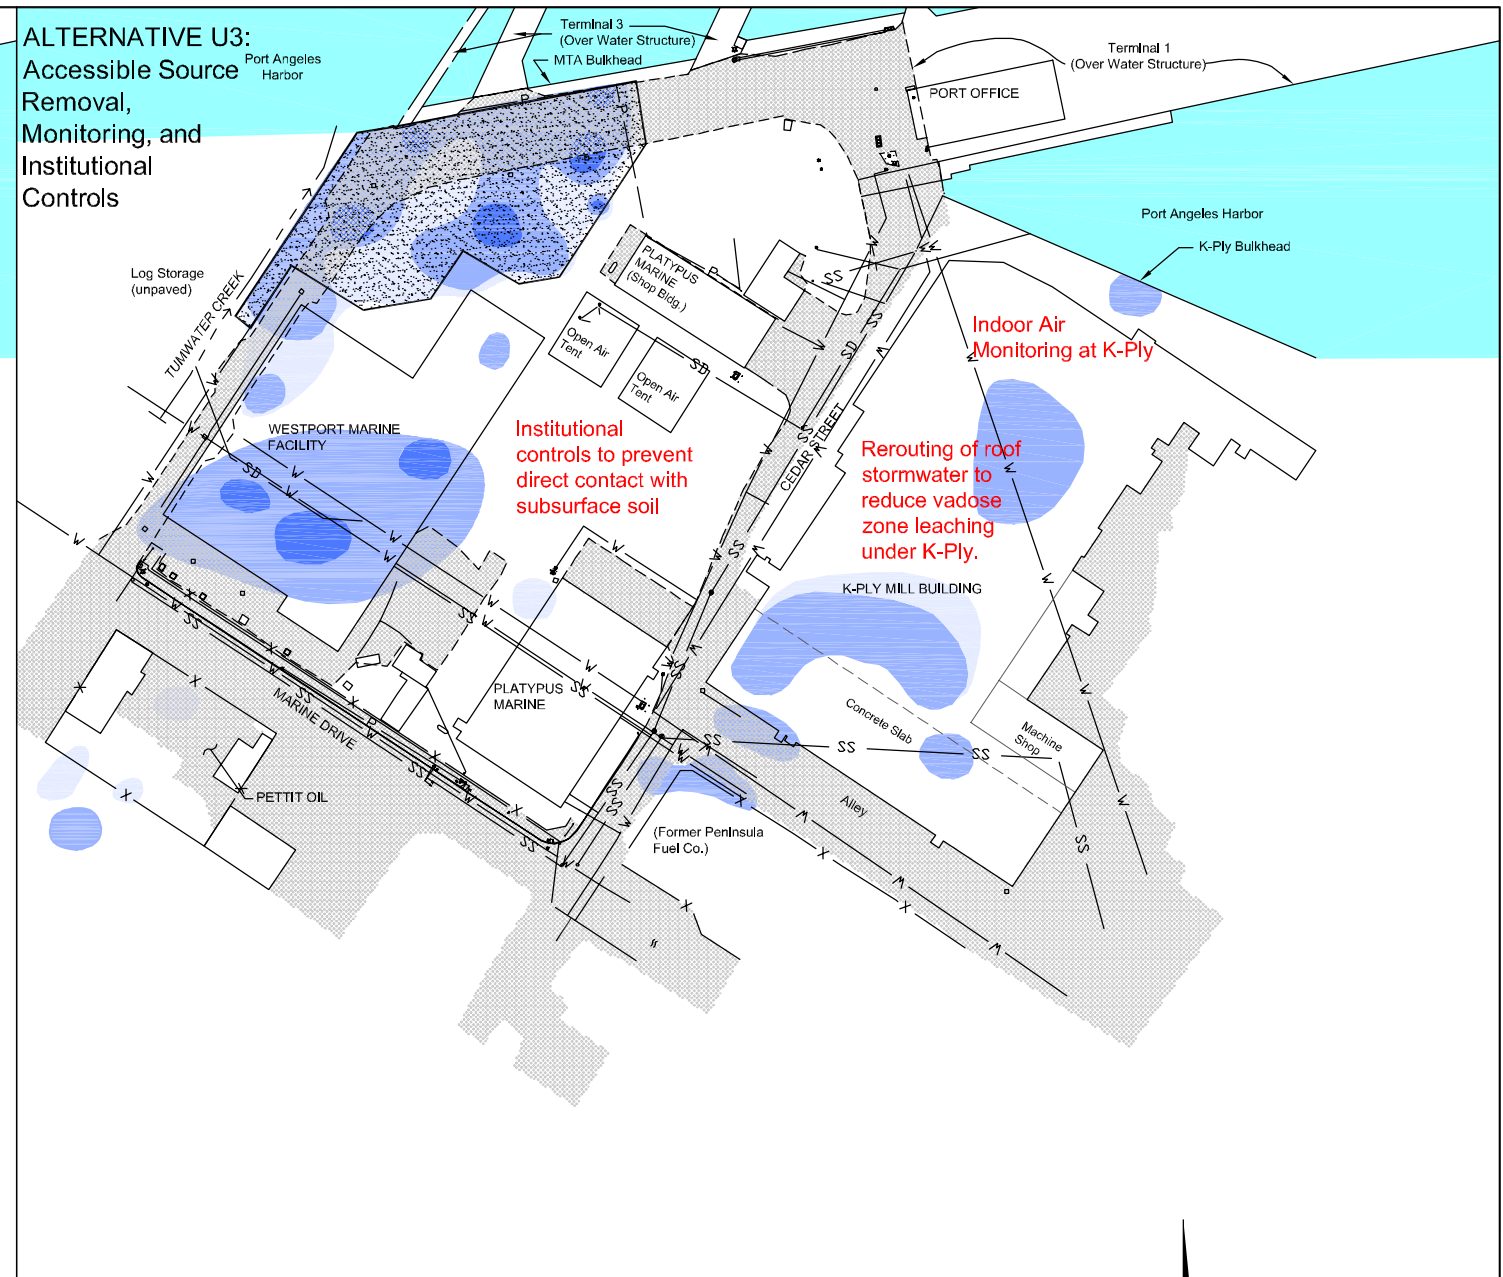 ALTERNATIVE U3:
Accessible Source
Removal,
Monitoring, and
Institutional
Controls
Port Angeles
Harbor
Terminal 3
(Over Water Structure)
MTA Bulkhead
Terminal 1
(Over Water Structure)
PORT OFFICE
Port Angeles Harbor
K-Ply Bulkhead
Log Storage
(unpaved)
TUMWATER CREEK
PLATYPUS
MARINE
(Shop Bldg.)
Open Air
Tent
Open Air
Tent
Indoor Air
Monitoring at K-Ply
WESTPORT MARINE
FACILITY
Institutional
controls to prevent
direct contact with
subsurface soil
CEDAR STREET
Rerouting of roof
stormwater to
reduce vadose
zone leaching
under K-Ply.
K-PLY MILL BUILDING
PLATYPUS
MARINE
MARINE DRIVE
Concrete Slab
Machine
Shop
PETTIT OIL
Alley
(Former Peninsula
Fuel Co.)